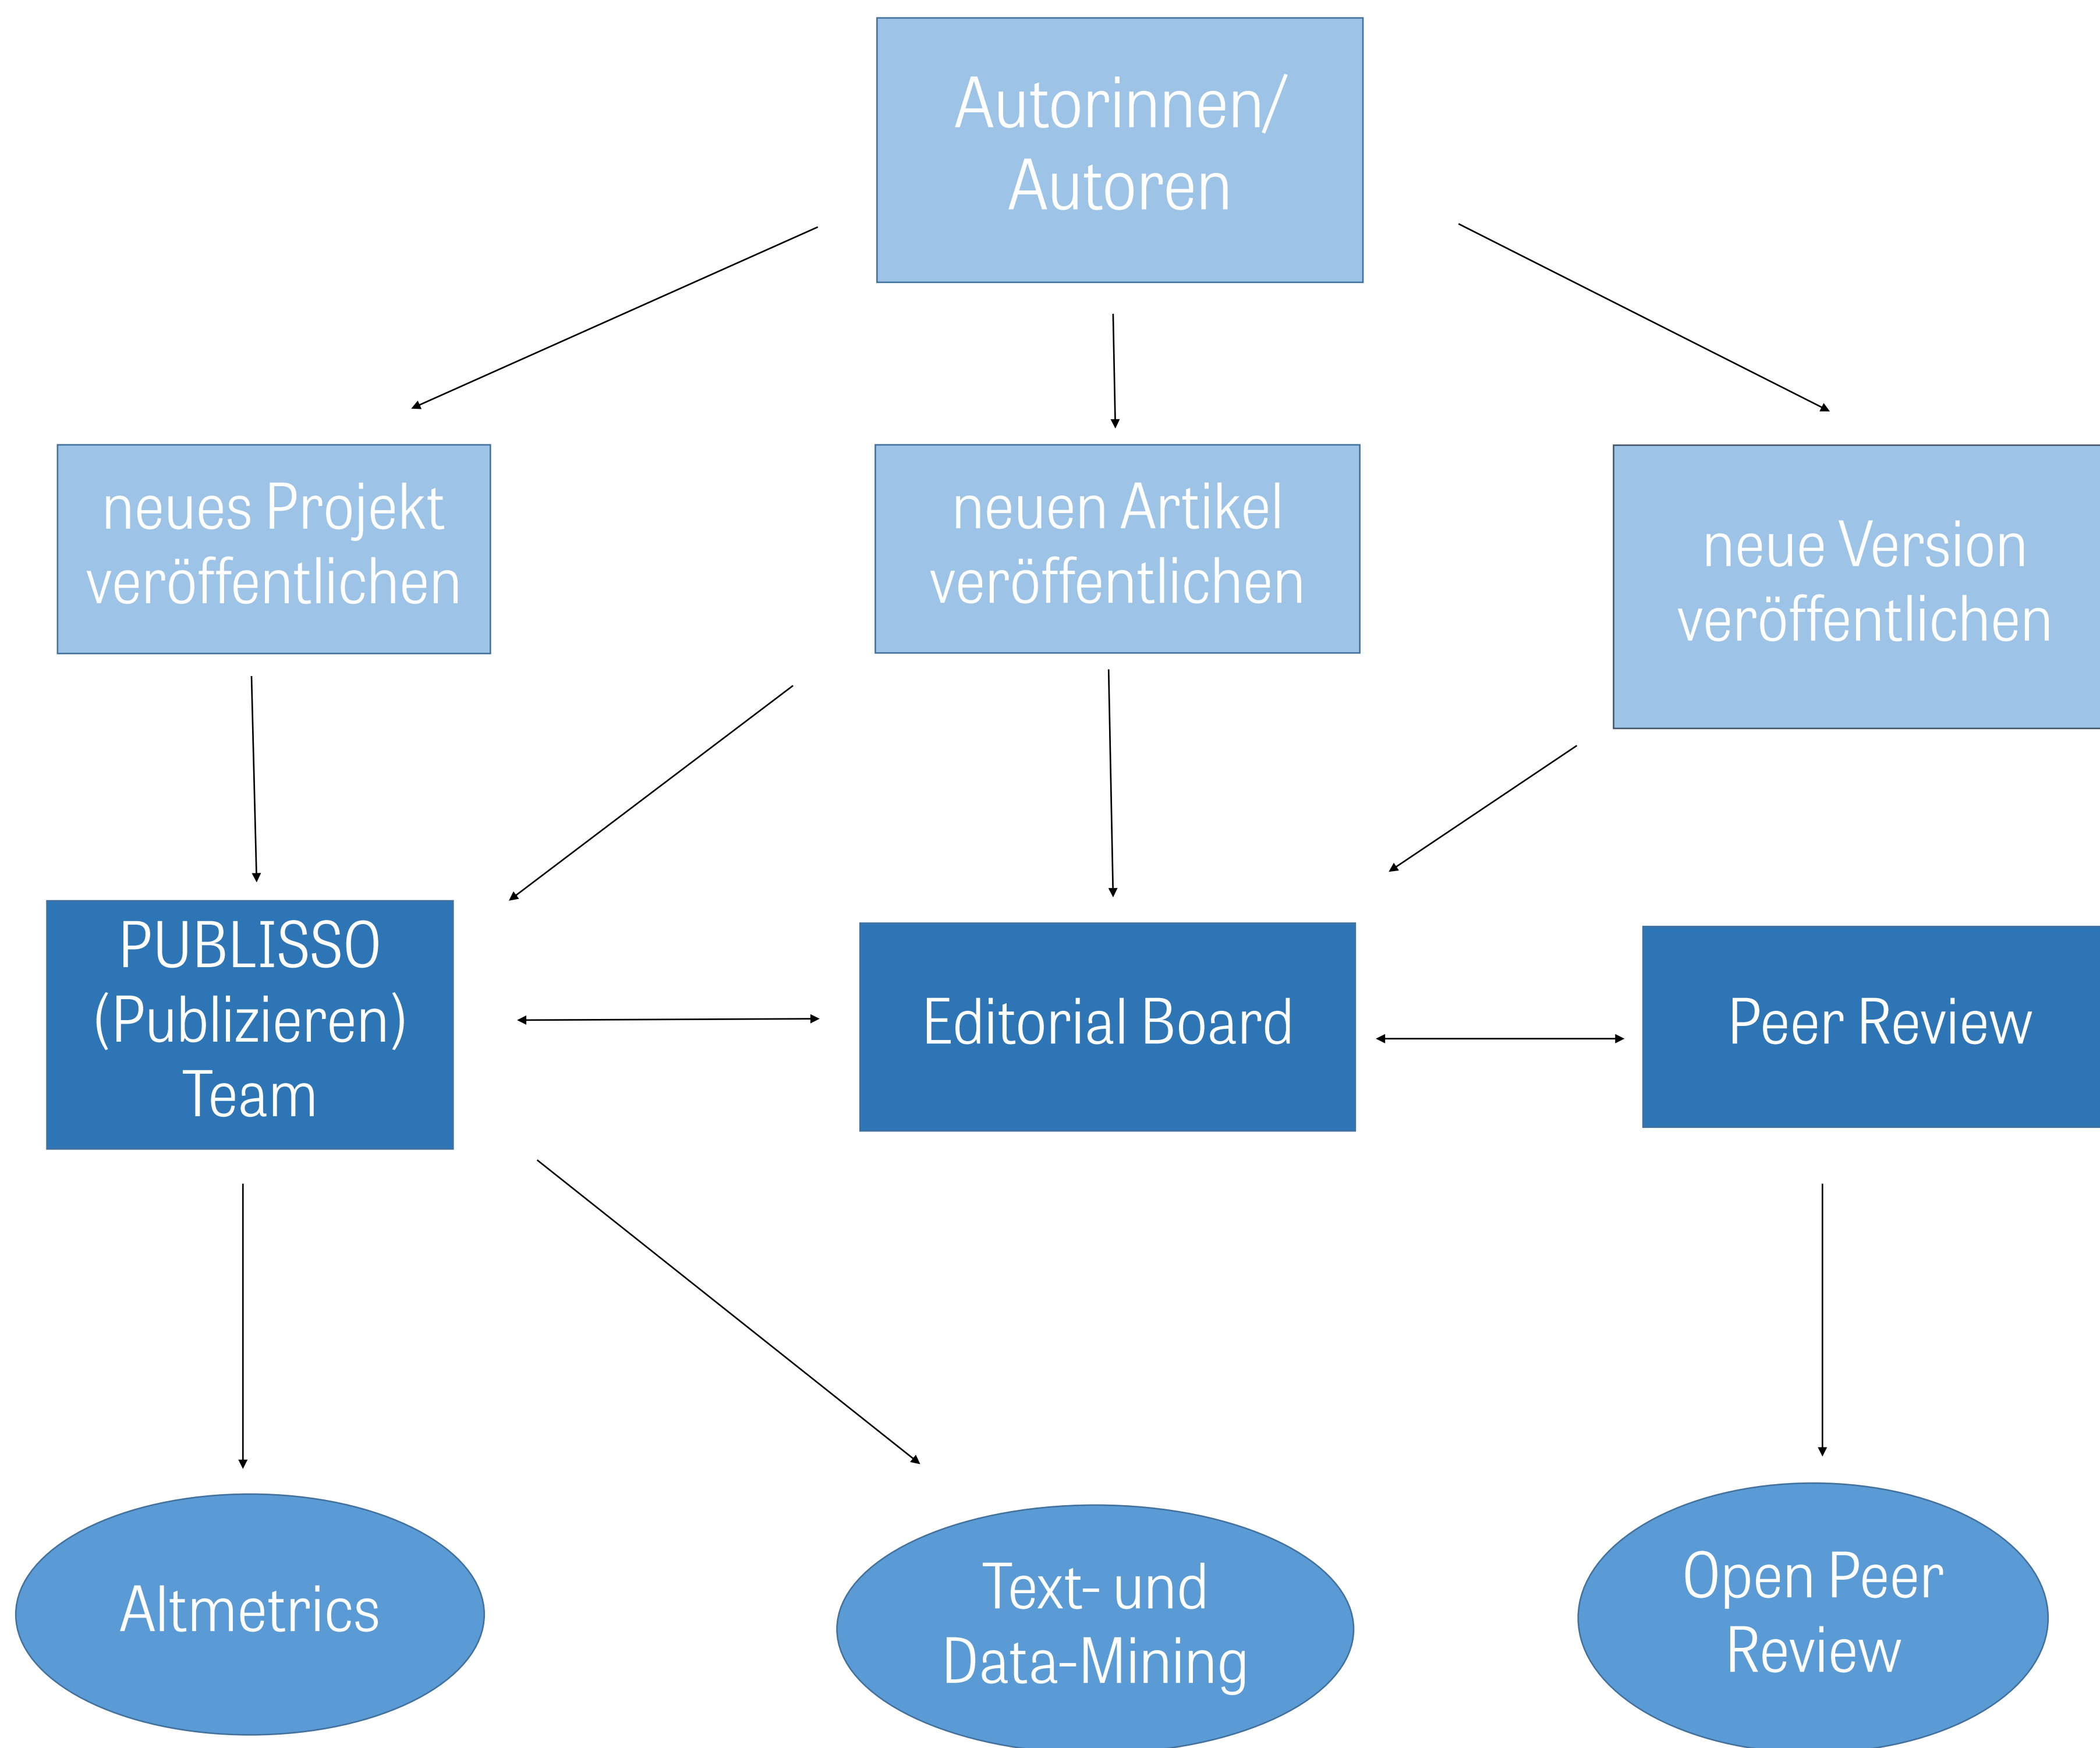 Autorinnen/
Autoren
neues Projekt
veröffentlichen
neuen Artikel
veröffentlichen
neue Version
veröffentlichen
PUBLISSO
(Publizieren)
Team
Editorial Board
Peer Review
Altmetrics
Text- und
Data-Mining
Open Peer
Review